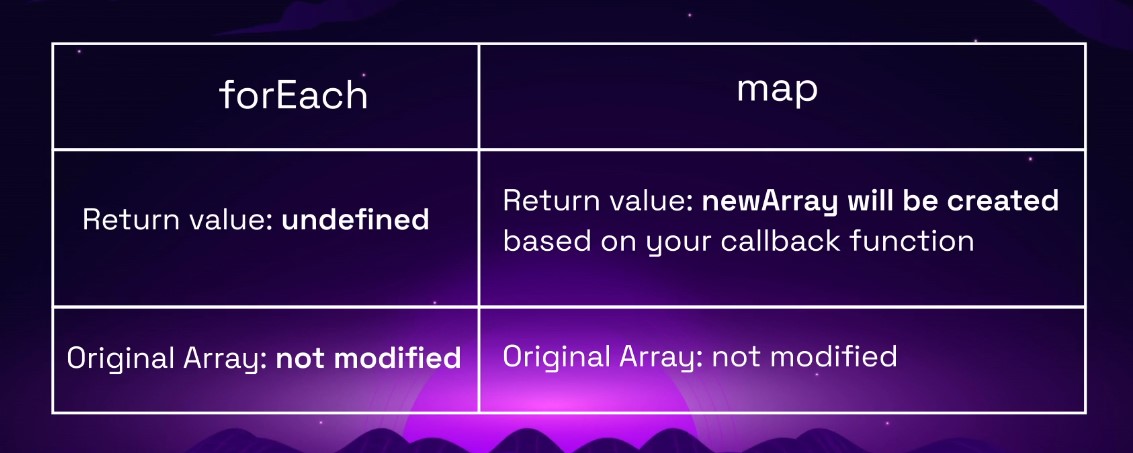 forEach
map
Return value: undefined
Return value: newArray will be created
based on your callback function
Original Array: not modified
Original Array: not modified